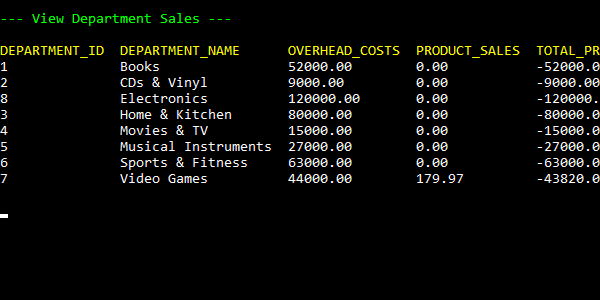 --- View Department Sales ---
DEPARTMENT_ID DEPARTMENT_NAME OVERHEAD_COSTS PRODUCT_SALES TOTAL_PR
1 Books 52000.00 0.00 -52000.0
2 CDs & Vinyl 9000.00 0.00 -9000.00
8 Electronics 120000.00 0.00 -120000.
3 Home & Kitchen 80000.00 0.00 -80000.0
4 Movies & TV 15000.00 0.00 -15000.0
5 Musical Instruments 27000.00 0.00 -27000.0
6 Sports & Fitness 63000.00 0.00 -63000.0
7 Video Games 44000.00 179.97 -43820.0